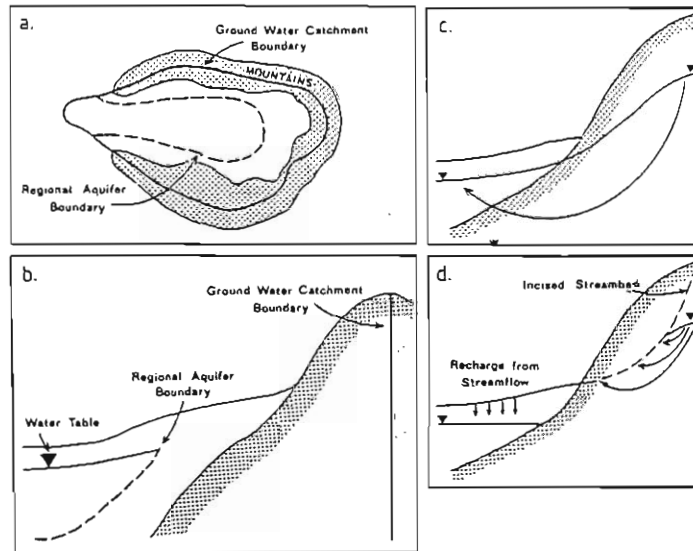 a.
Ground Water Catchment
Boundary
MOUNTAINS
Regional Aquifer
Boundary
b.
Ground Water Catchment
Boundary
Regional Aquifer
Boundary
Water Table
c.
d.
Incised Streambed
Recharge from
Streamflow